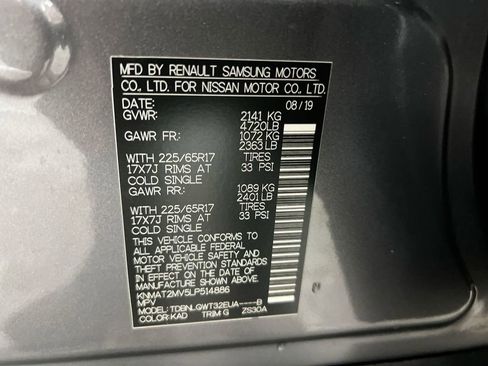 MFD BY RENAULT SAMSUNG MOTORS
CO., LTD. FOR NISSAN MOTOR CO., LTD.
DATE: 08/19
GVWR: 2141 KG
4720LB
GAWR FR: 1072 KG
2363 LB
WITH 225/65R17 TIRES
17X7J RIMS AT 33 PSI
COLD SINGLE
GAWR RR: 1089 KG
2401 LB
WITH 225/65R17 TIRES
17X7J RIMS AT 33 PSI
COLD SINGLE
THIS VEHICLE CONFORMS TO
ALL APPLICABLE FEDERAL
MOTOR VEHICLE SAFETY AND
THEFT PREVENTION STANDARDS
IN EFFECT ON THE DATE OF
MANUFACTURE SHOWN ABOVE.
KNMAT2MV5LP514886
MPV
MODEL: TDBNLGWT32EUA----B
COLOR: KAD TRIM G ZS30A